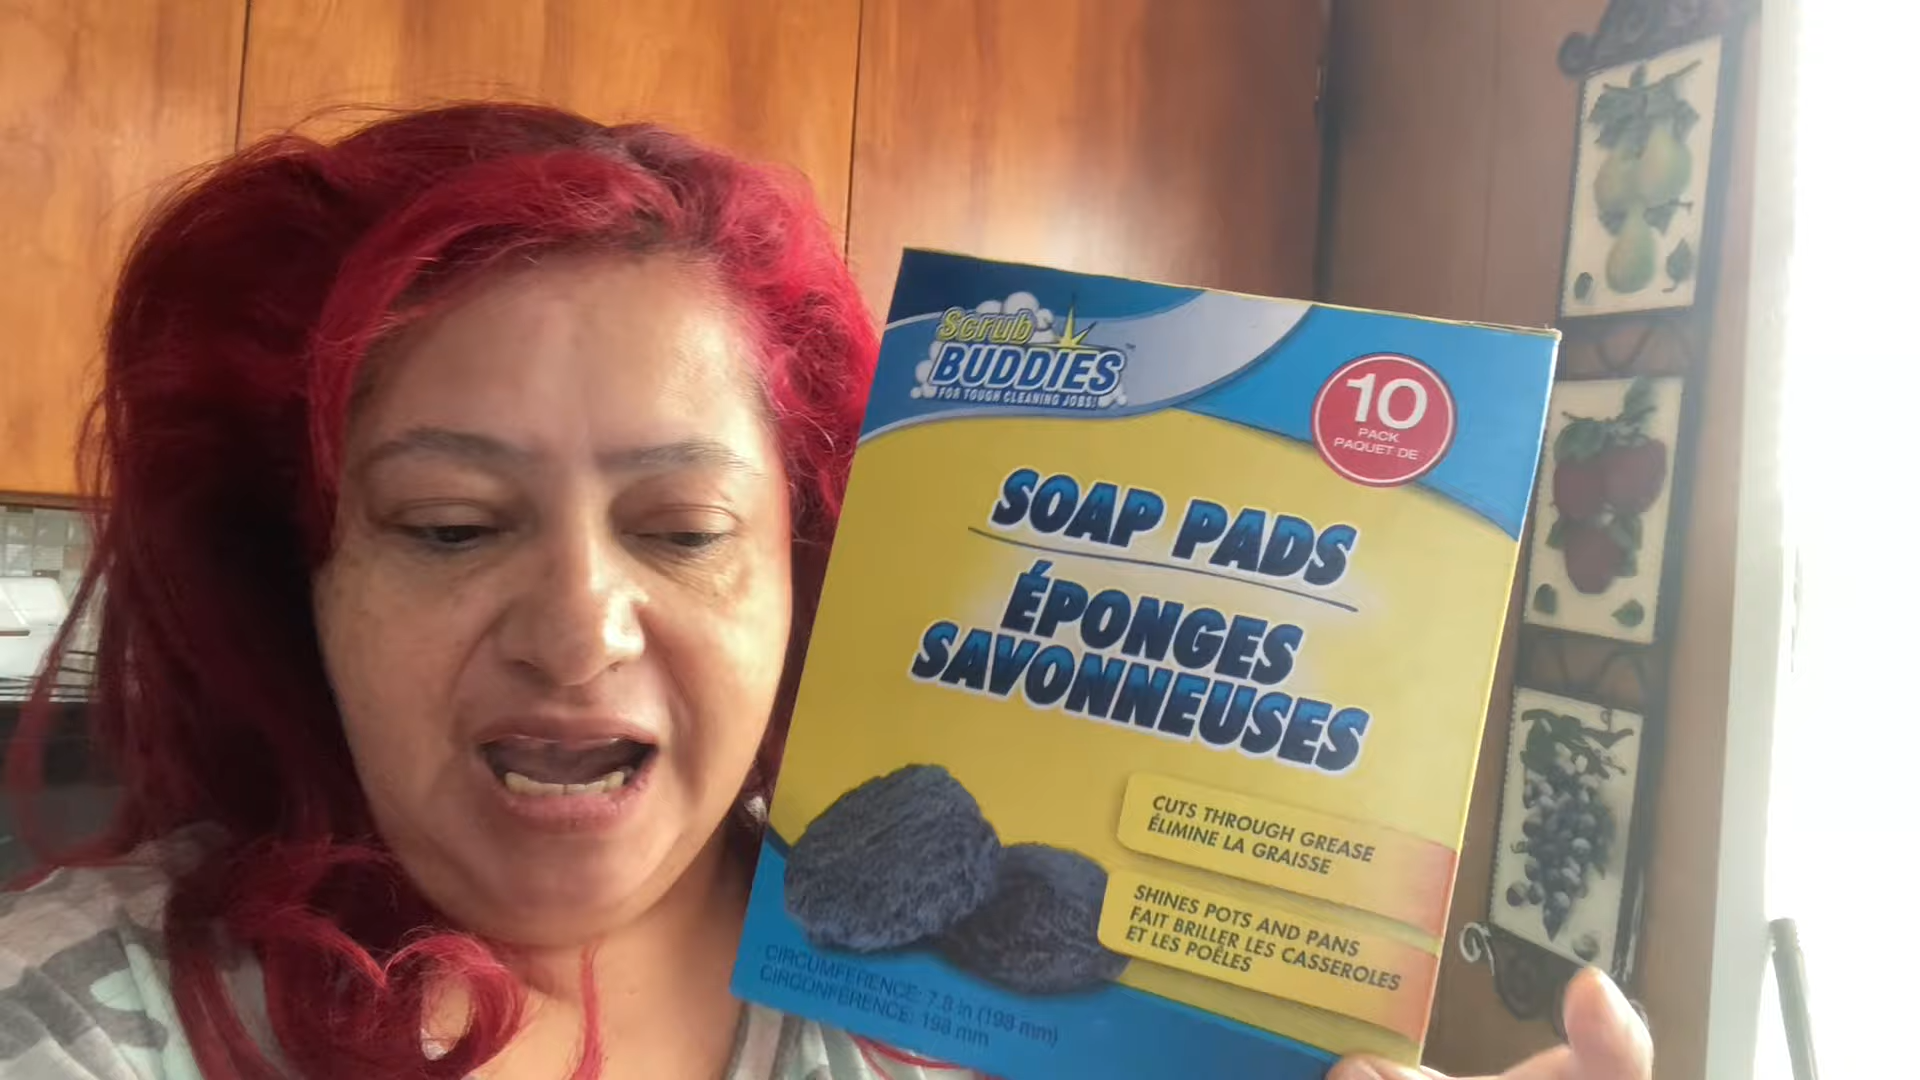 Scrub
BUDDIES™
FOR TOUGH CLEANING JOBS!
10
PACK
PAQUET DE
SOAP PADS
ÉPONGES
SAVONNEUSES
CUTS THROUGH GREASE
ÉLIMINE LA GRAISSE
SHINES POTS AND PANS
FAIT BRILLER LES CASSEROLES
ET LES POÊLES
CIRCUMFERENCE: 7.8 in (198 mm)
CIRCONFÉRENCE: 198 mm